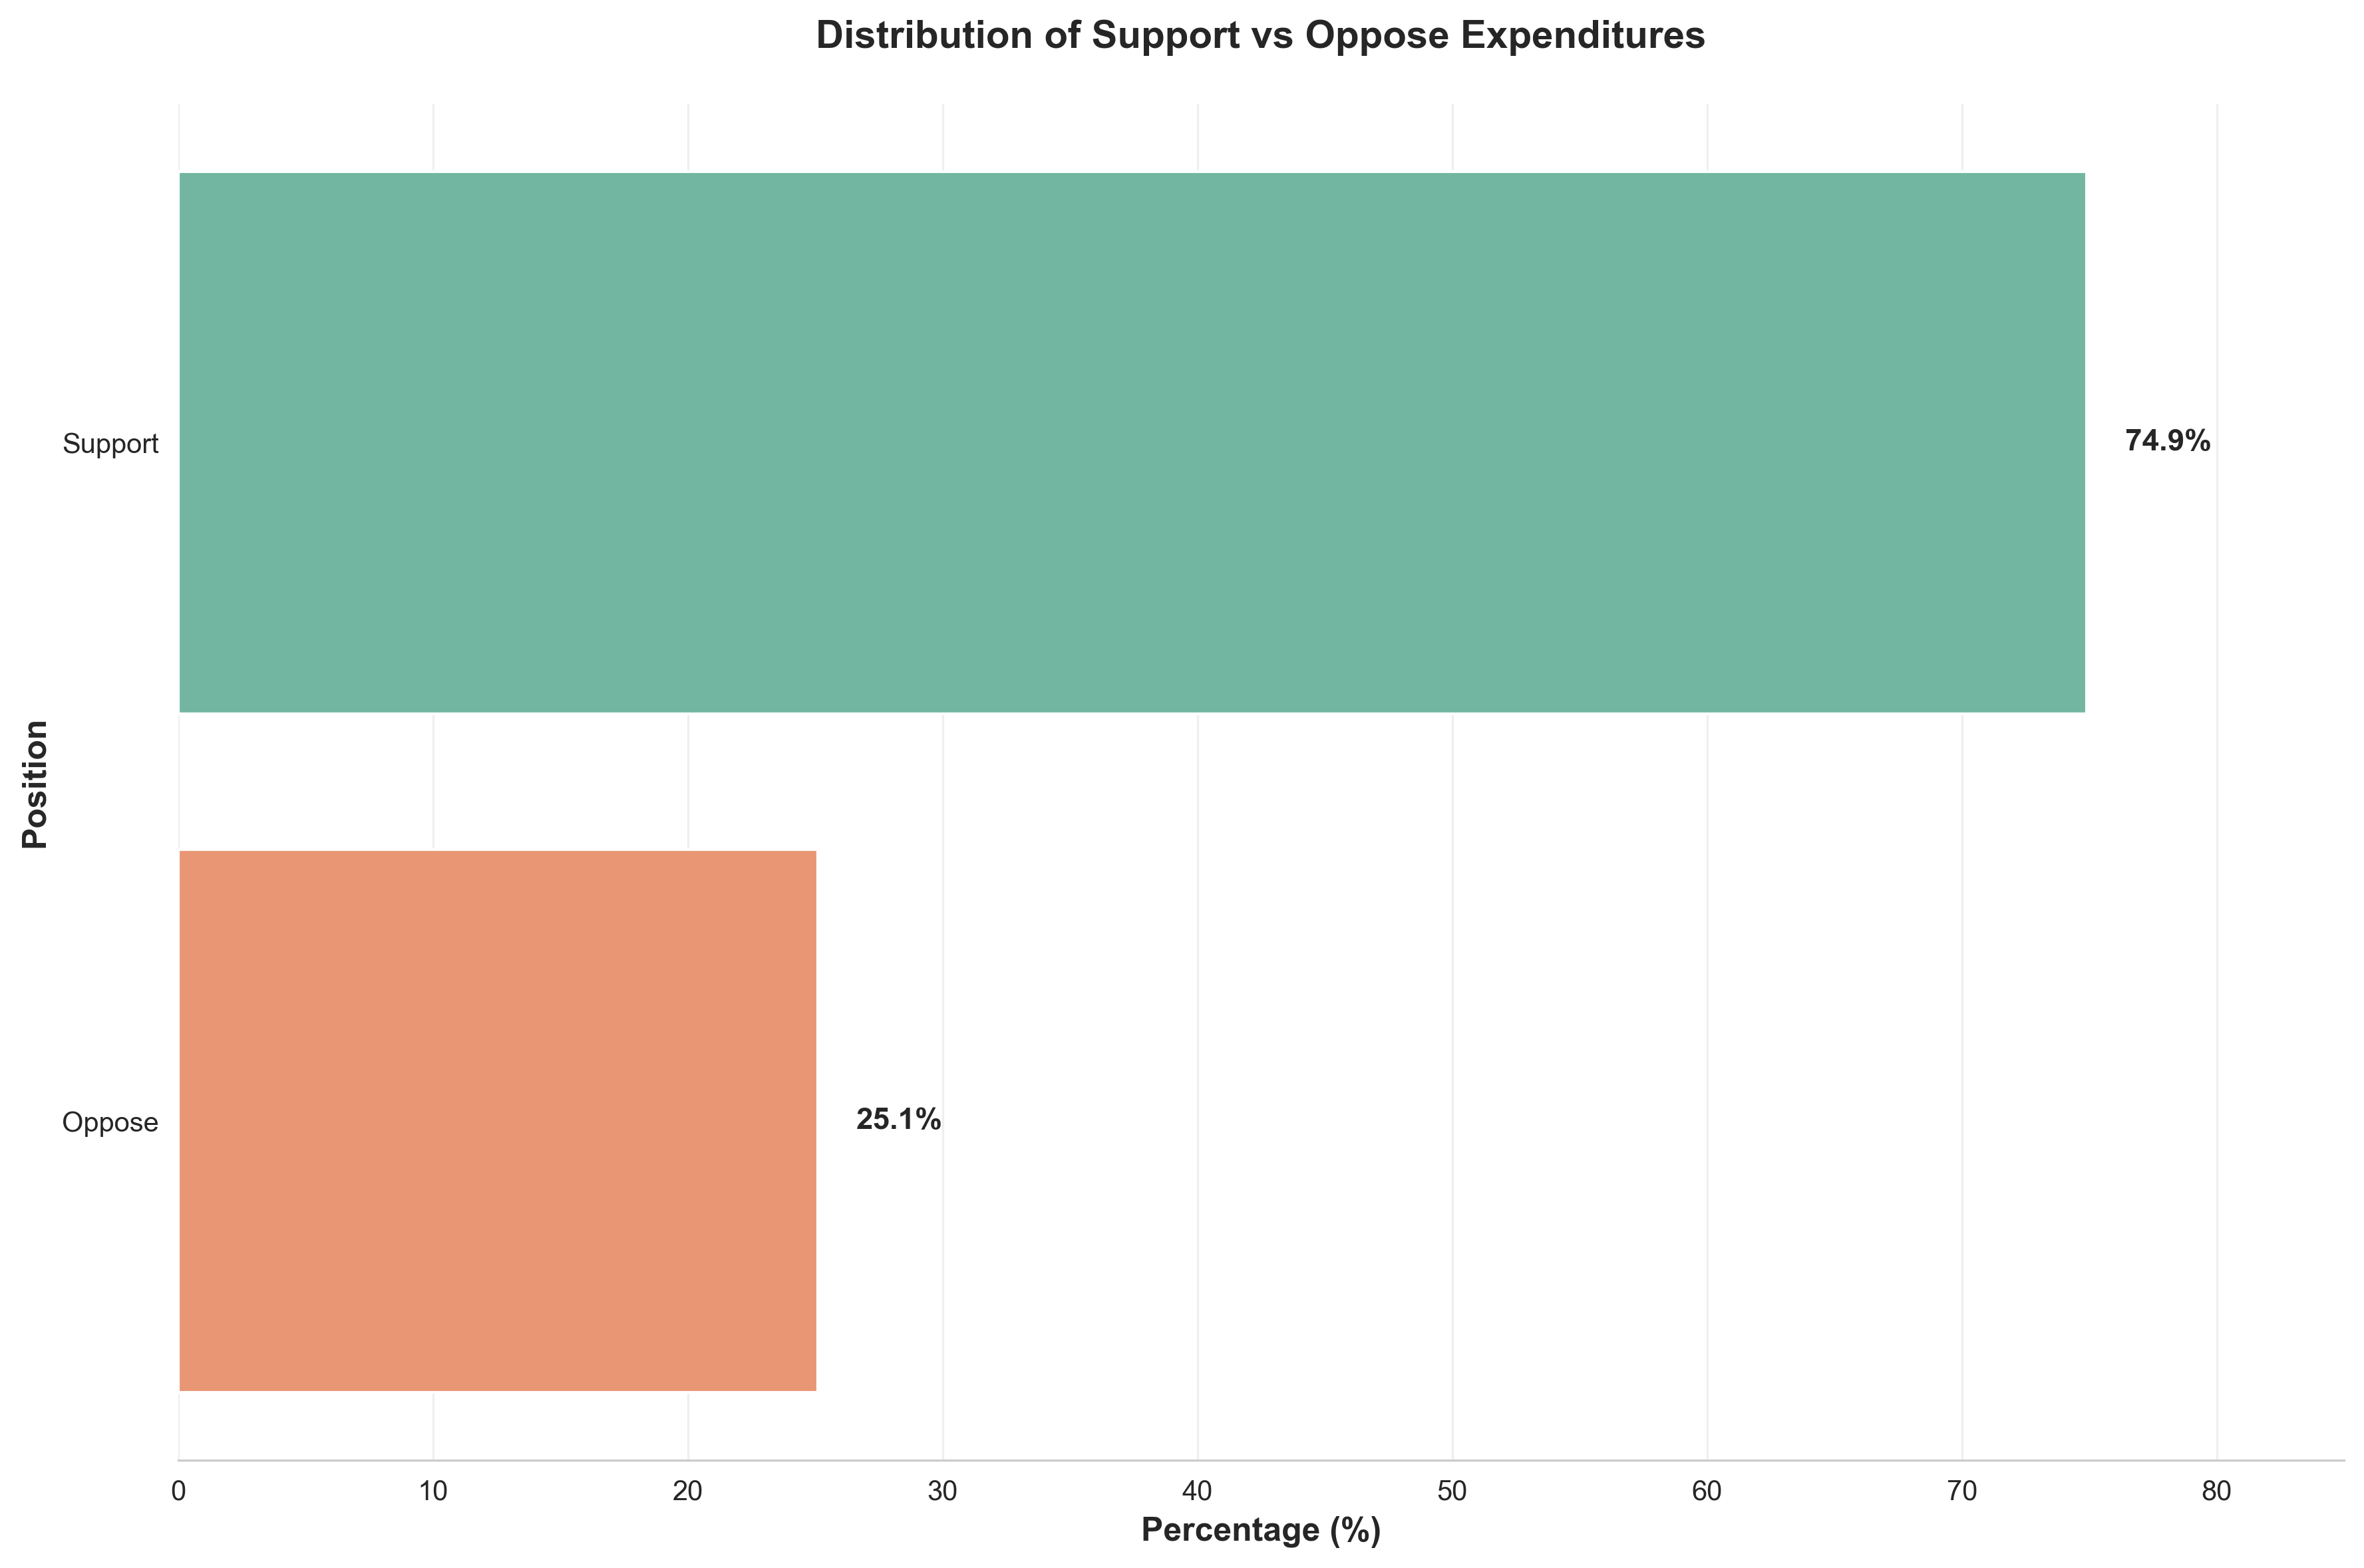 Distribution of Support vs Oppose Expenditures
Support
74.9%
Position
Oppose
25.1%
0 10 20 30 40 50 60 70 80
Percentage (%)